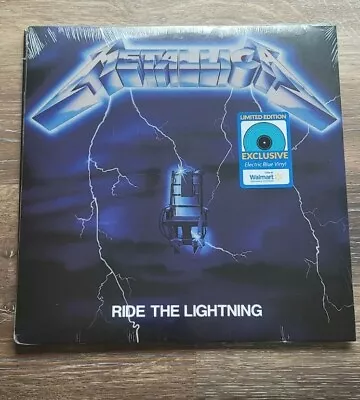 METALLICA
LIMITED EDITION
EXCLUSIVE
Electric Blue Vinyl
Walmart
RIDE THE LIGHTNING